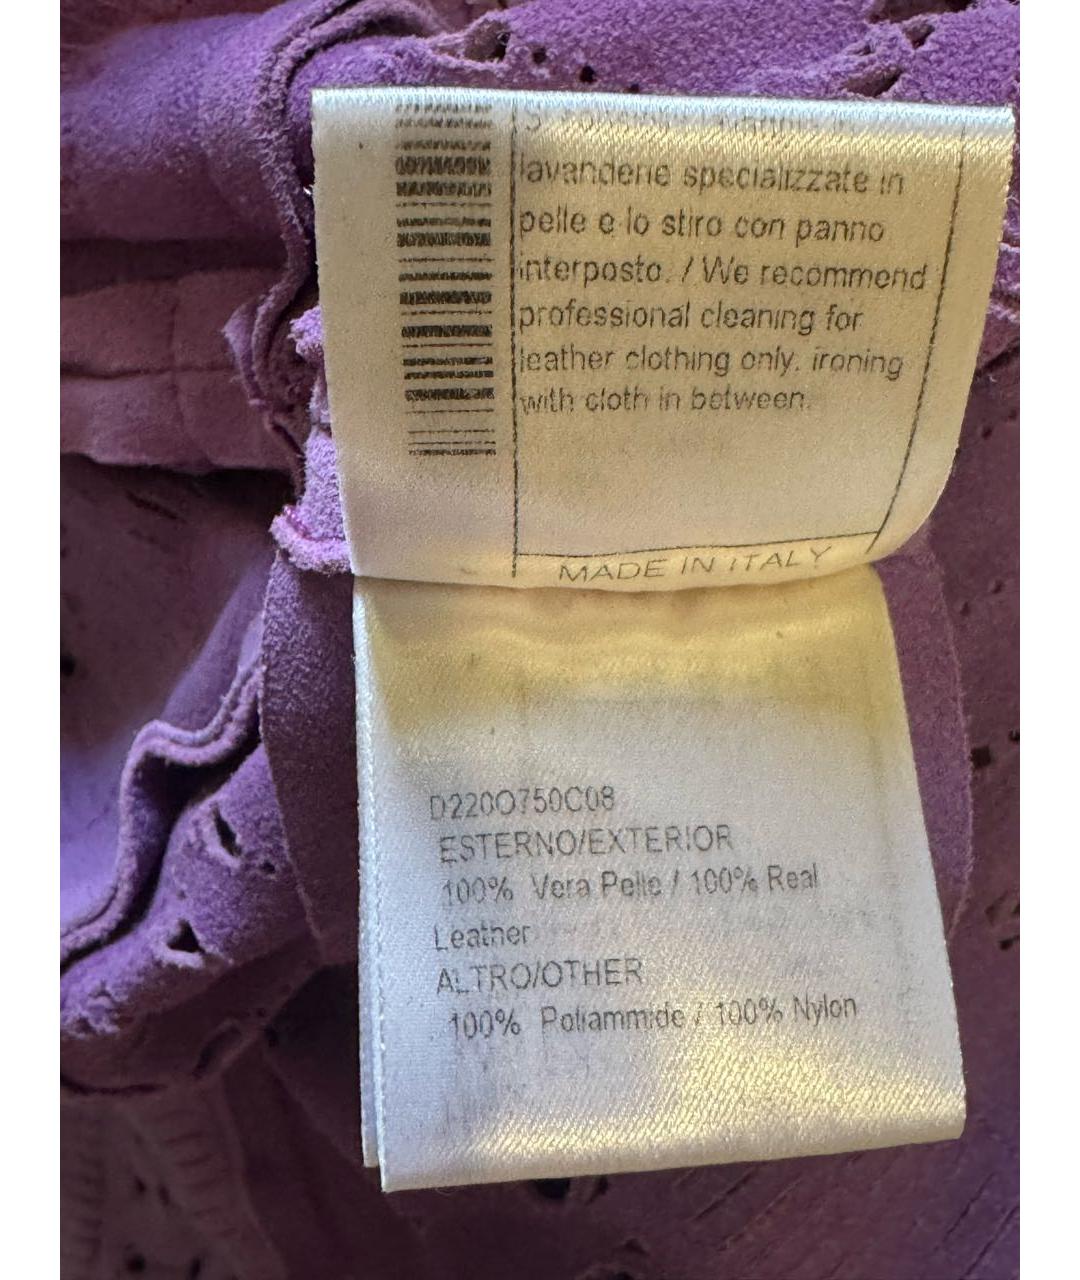 lavanderie specializzate in
pelle e lo stiro con panno
interposto. / We recommend
professional cleaning for
leather clothing only. ironing
with cloth in between.
MADE IN ITALY
D220O750C08
ESTERNO/EXTERIOR
100% Vera Pelle / 100% Real
Leather
ALTRO/OTHER
100% Poliammide / 100% Nylon